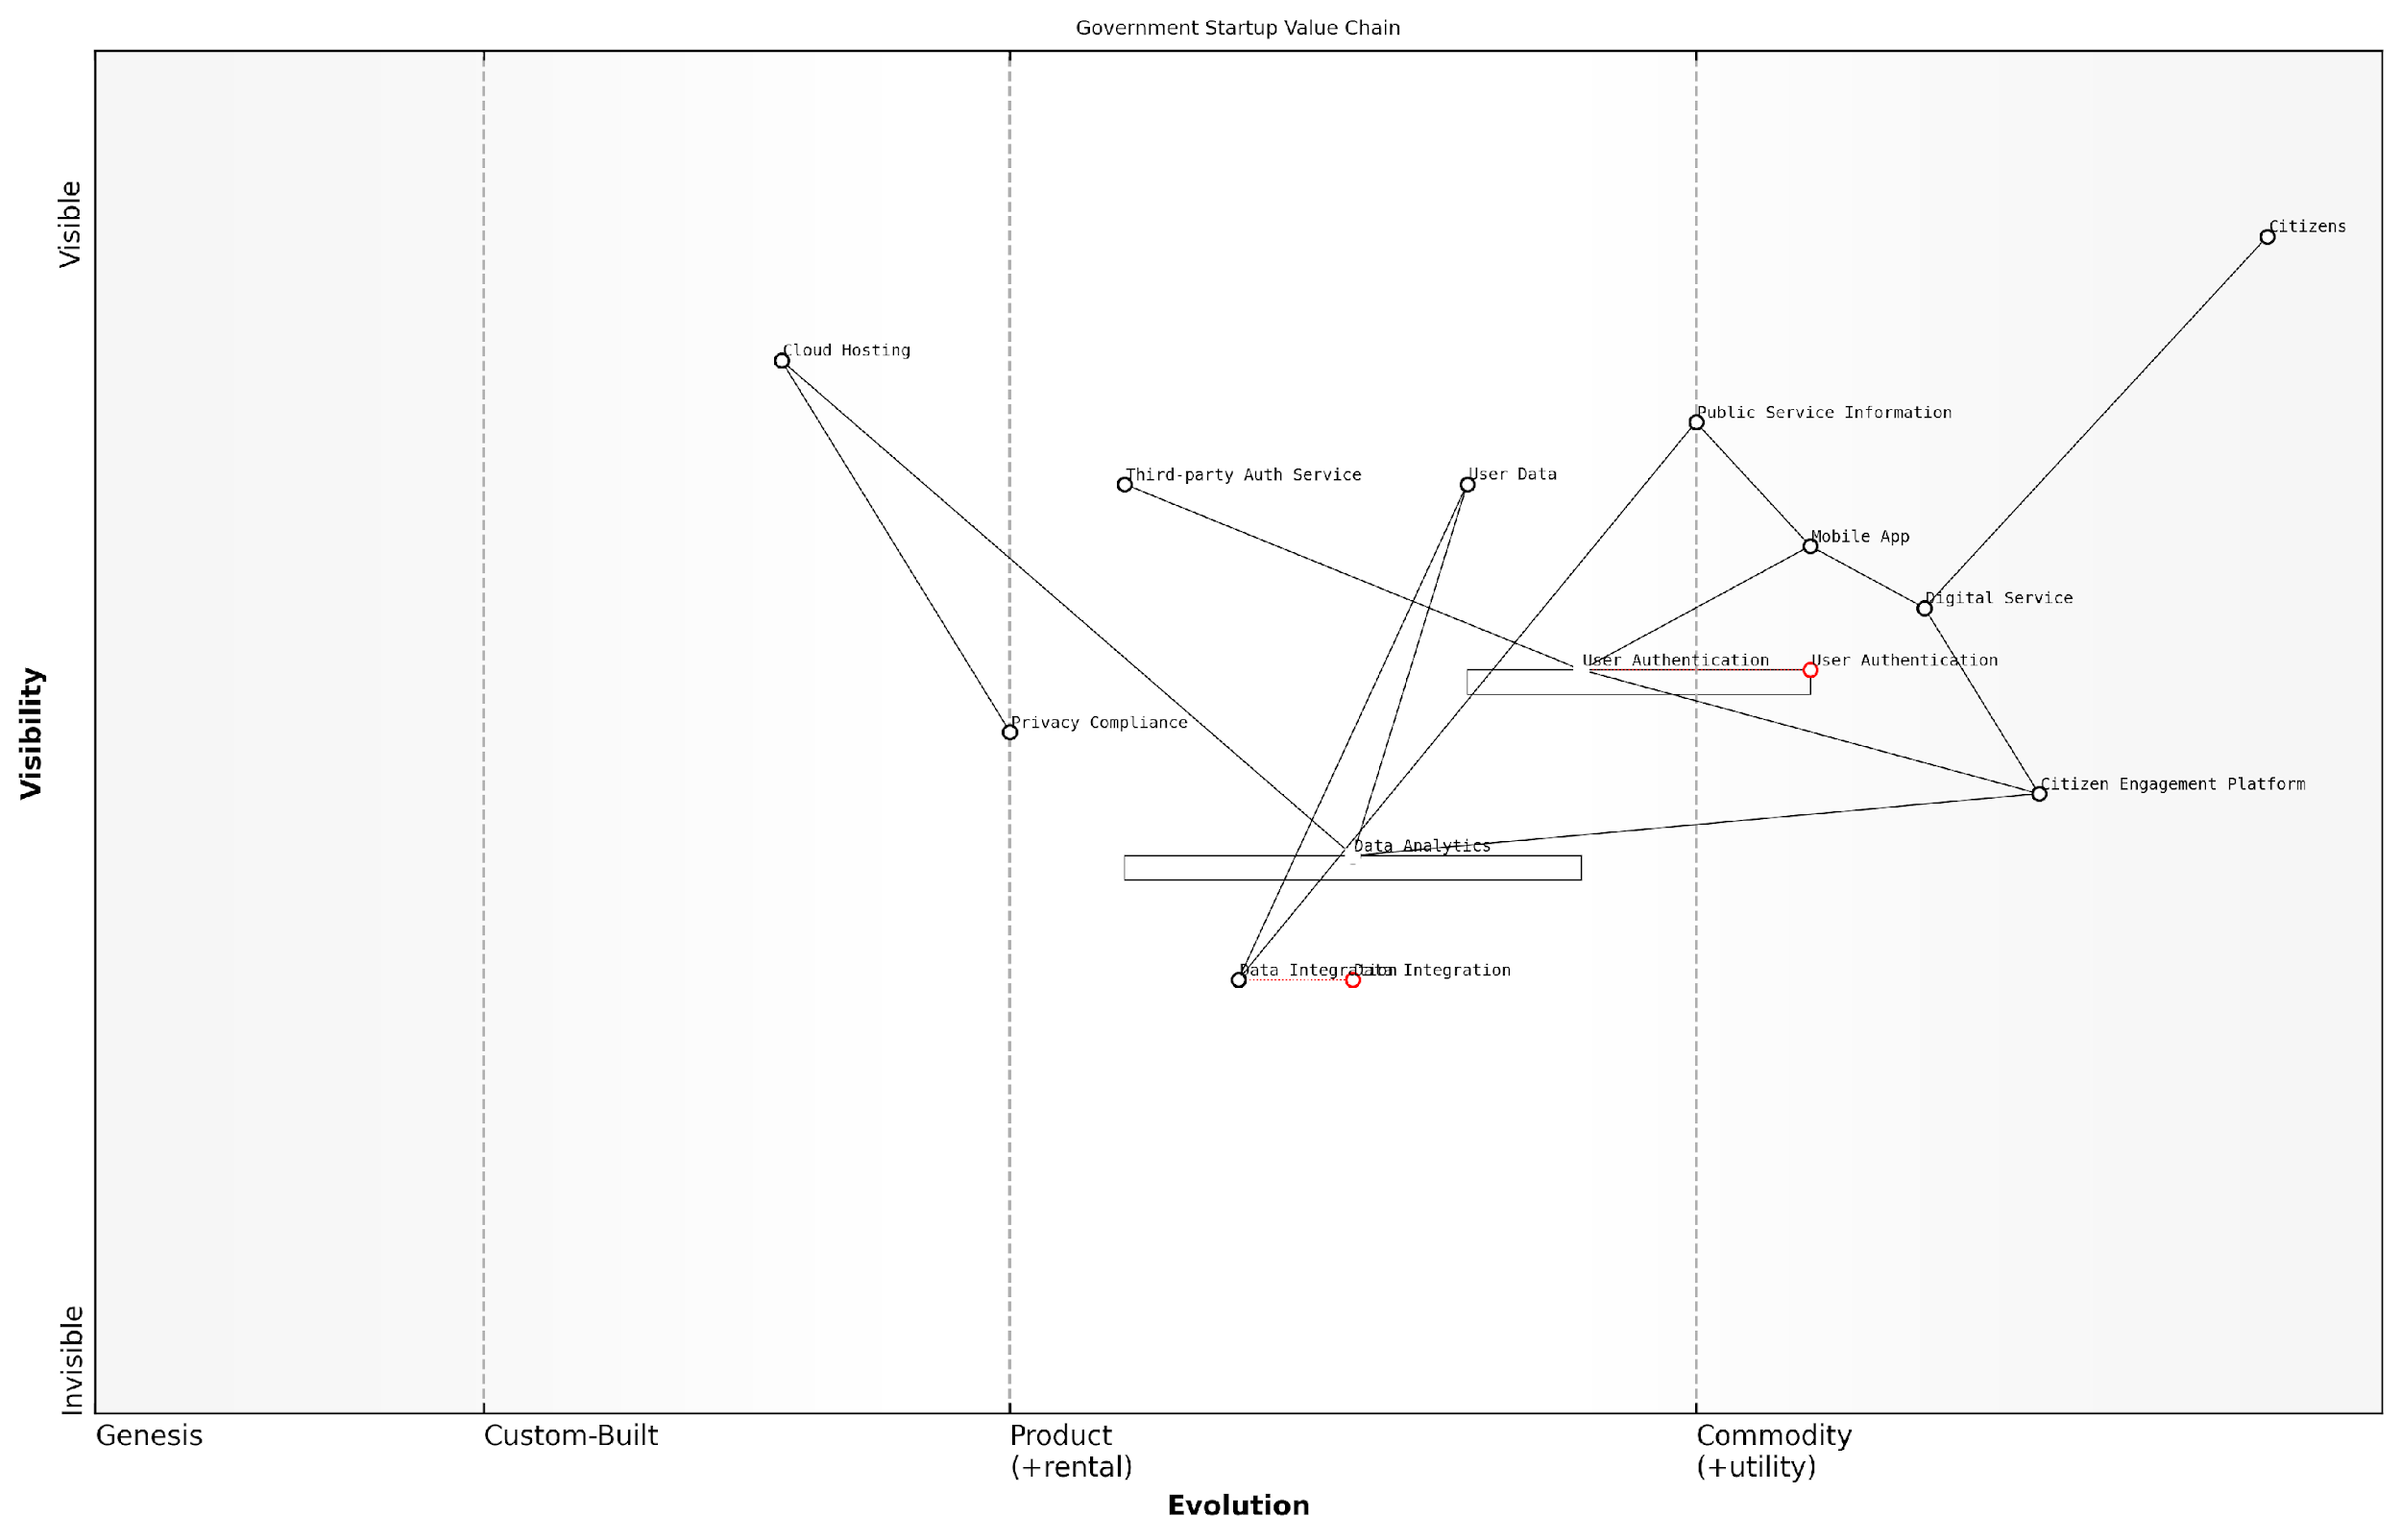 Government Startup Value Chain
Visible
Citizens
Cloud Hosting
Public Service Information
Third-party Auth Service
User Data
Mobile App
Digital Service
User Authentication
User Authentication
Visibility
Privacy Compliance
Citizen Engagement Platform
Data Analytics
Data Integration
Data Integration
Invisible
Genesis
Custom-Built
Product
(+rental)
Commodity
(+utility)
Evolution